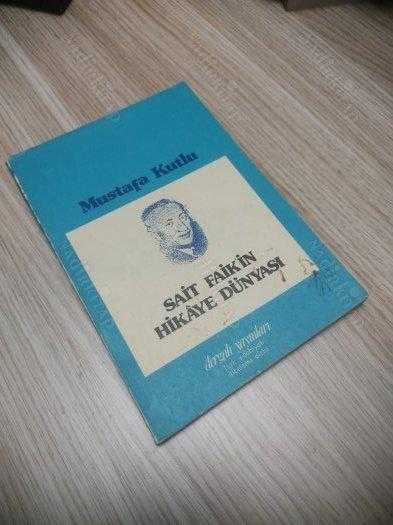 Mustafa Kutlu
SAİT FAİK'İN
HİKÂYE DÜNYASI
dergâh yayınları